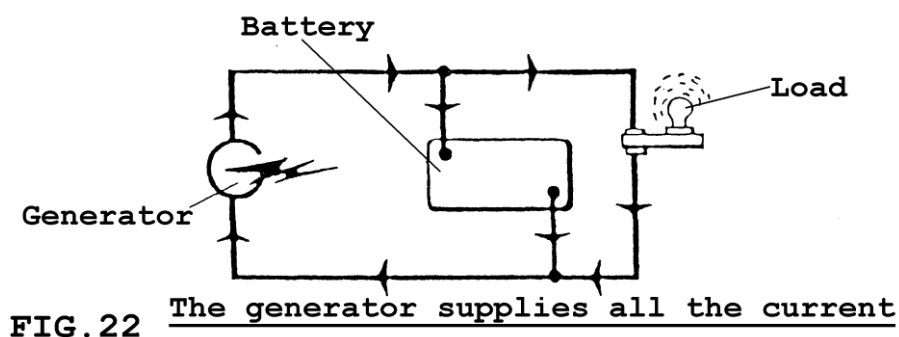 Battery
Load
Generator
FIG.22 The generator supplies all the current